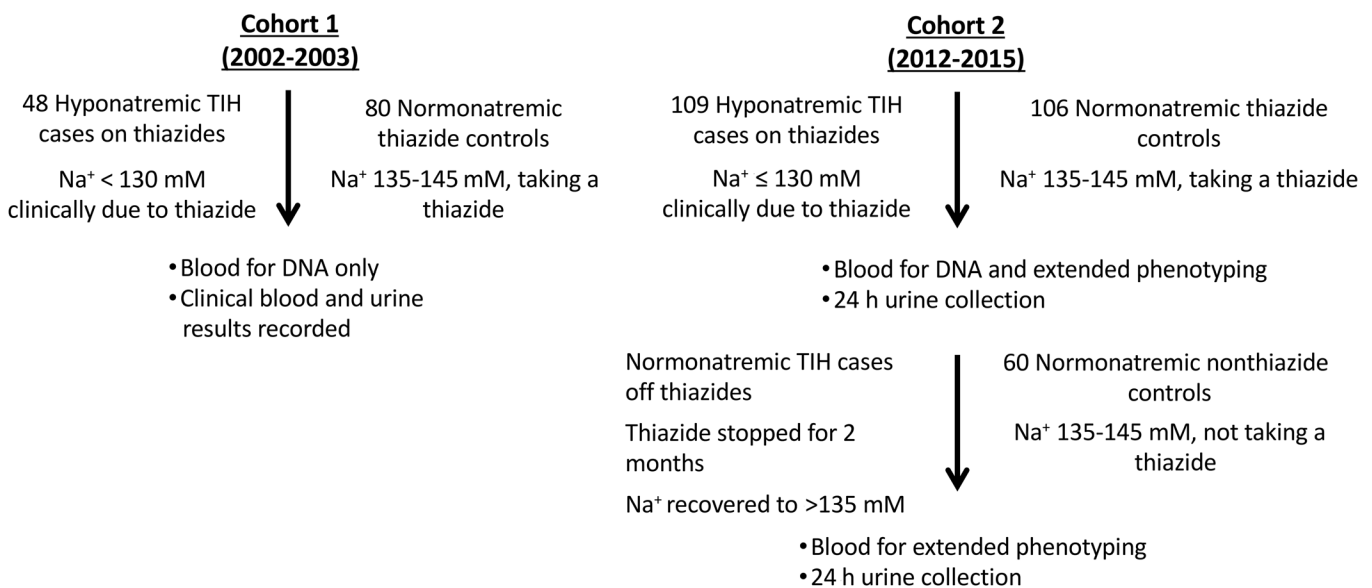 Cohort 1
(2002-2003)
48 Hyponatremic TIH
cases on thiazides
Na⁺ < 130 mM
clinically due to thiazide
80 Normonatremic
thiazide controls
Na⁺ 135-145 mM, taking a
thiazide
•Blood for DNA only
•Clinical blood and urine
results recorded
Cohort 2
(2012-2015)
109 Hyponatremic TIH
cases on thiazides
Na⁺ ≤ 130 mM
clinically due to thiazide
106 Normonatremic thiazide
controls
Na⁺ 135-145 mM, taking a thiazide
•Blood for DNA and extended phenotyping
•24 h urine collection
Normonatremic TIH cases
off thiazides
Thiazide stopped for 2
months
Na⁺ recovered to >135 mM
60 Normonatremic nonthiazide
controls
Na⁺ 135-145 mM, not taking a
thiazide
•Blood for extended phenotyping
•24 h urine collection